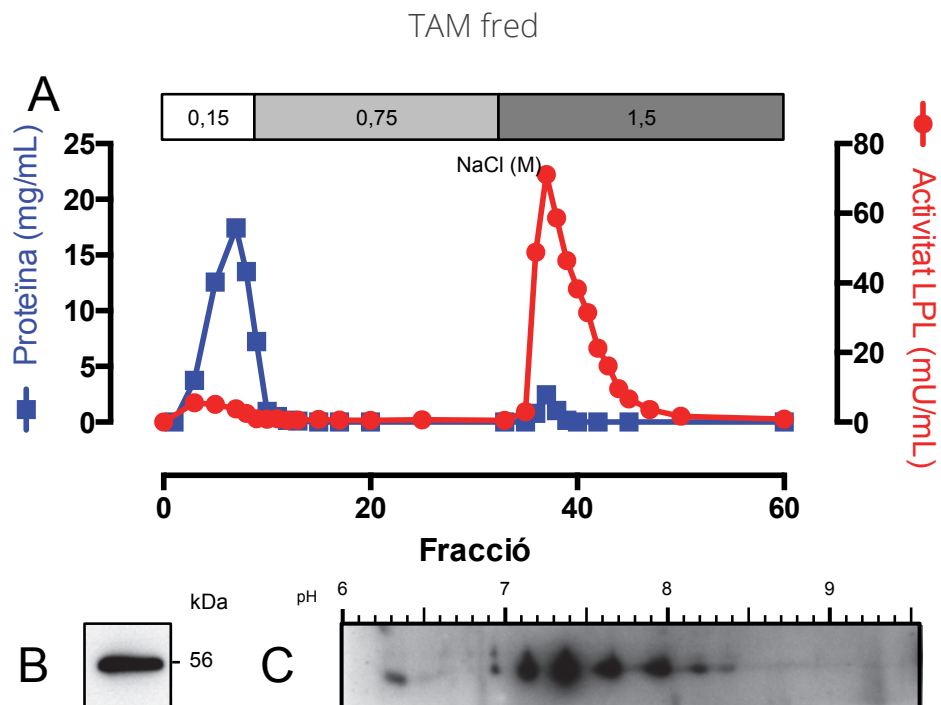 TAM fred
A
0,15 0,75 1,5
NaCl (M)
Proteïna (mg/mL)
25
20
15
10
5
0
80
60
40
20
0
Activitat LPL (mU/mL)
0 20 40 60
Fracció
B
kDa
56
C
pH 6 7 8 9